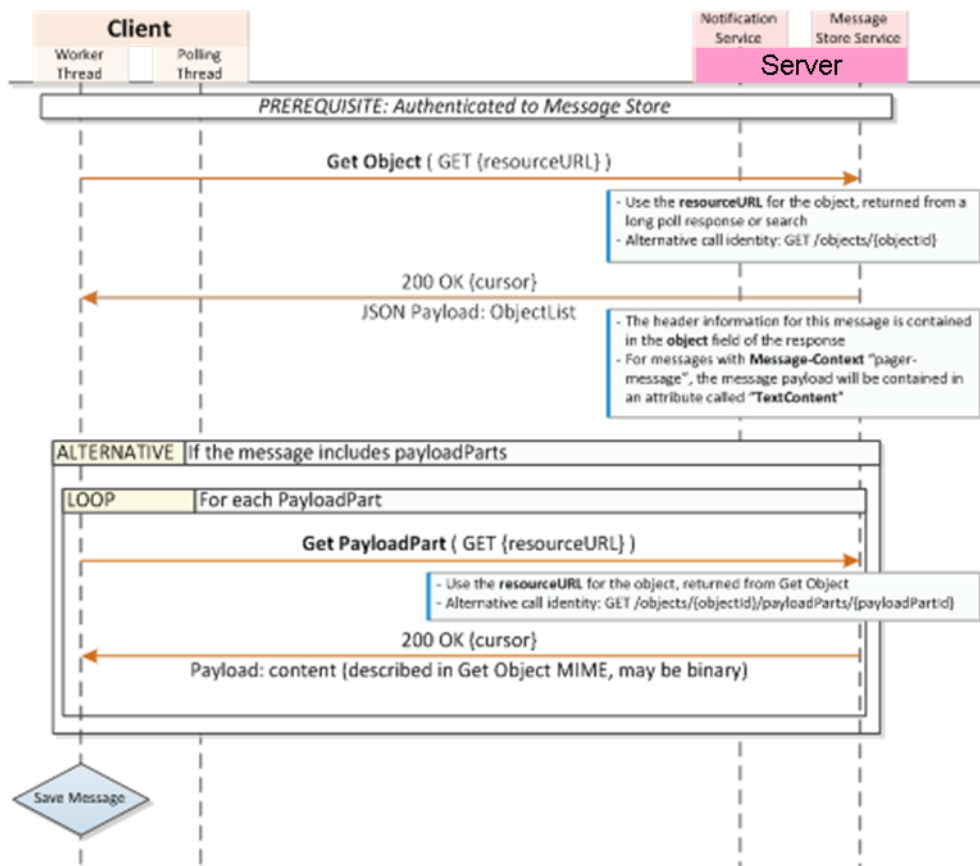 Client
Worker
Thread
Polling
Thread
Notification
Service
Message
Store Service
Server
PREREQUISITE: Authenticated to Message Store
Get Object ( GET {resourceURL} )
- Use the resourceURL for the object, returned from a
long poll response or search
- Alternative call identity: GET /objects/{objectId}
200 OK {cursor}
JSON Payload: ObjectList
- The header information for this message is contained
in the object field of the response
- For messages with Message-Context "pager-
message", the message payload will be contained in
an attribute called "TextContent"
ALTERNATIVE If the message includes payloadParts
LOOP For each PayloadPart
Get PayloadPart ( GET {resourceURL} )
- Use the resourceURL for the object, returned from Get Object
- Alternative call identity: GET /objects/{objectId}/payloadParts/{payloadPartId}
200 OK {cursor}
Payload: content (described in Get Object MIME, may be binary)
Save Message